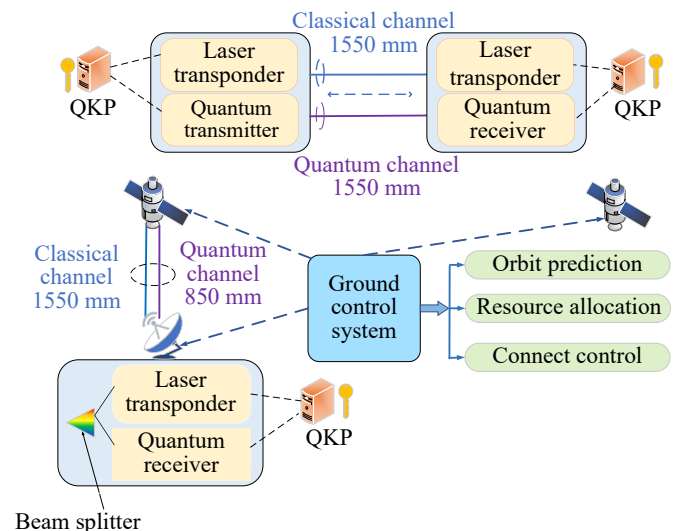 Classical channel
1550 mm
Laser
transponder
Quantum
transmitter
QKP
Laser
transponder
Quantum
receiver
QKP
Quantum channel
1550 mm
Classical
channel
1550 mm
Quantum
channel
850 mm
Ground
control
system
Orbit prediction
Resource allocation
Connect control
Laser
transponder
Quantum
receiver
QKP
Beam splitter